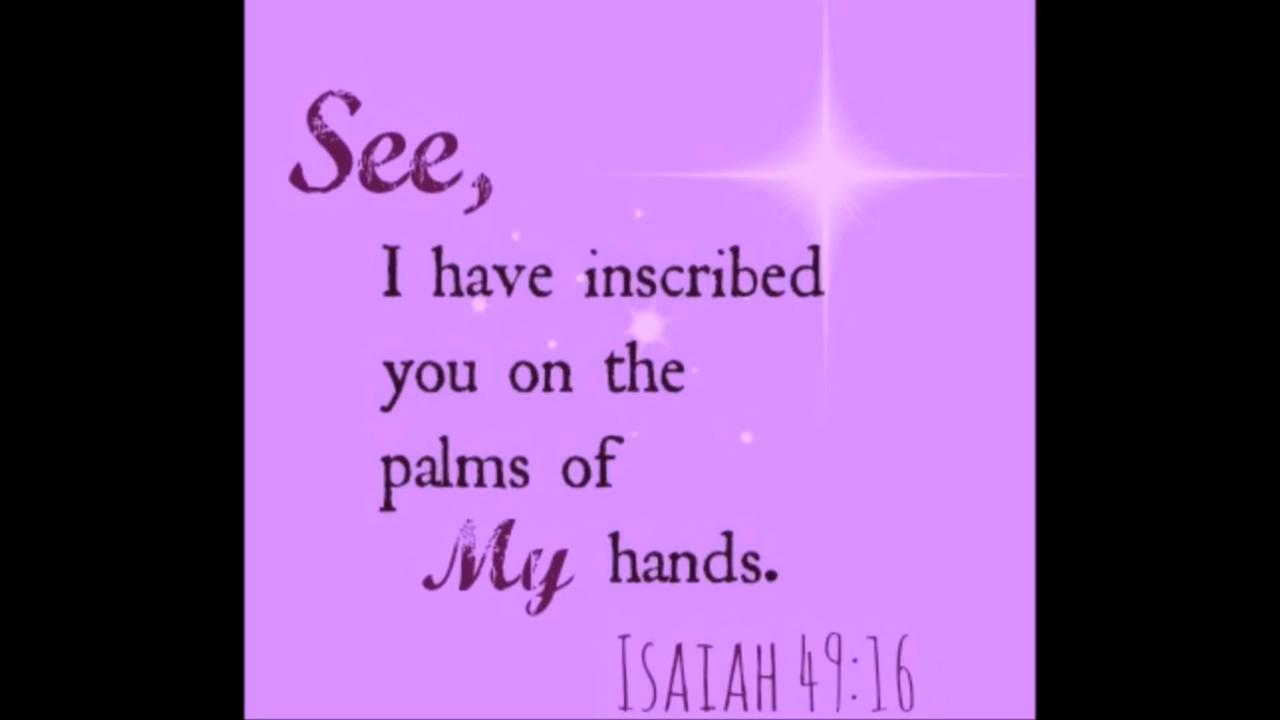 See,
I have inscribed
you on the
palms of
My hands.
ISAIAH 49:16